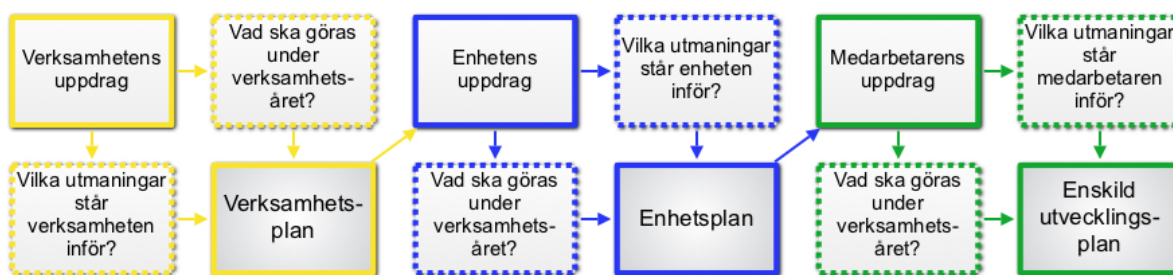 Verksamhetens
uppdrag
Vad ska göras
under
verksamhets-
året?
Enhetens
uppdrag
Vilka utmaningar
står enheten
inför?
Medarbetarens
uppdrag
Vilka utmaningar
står
medarbetaren
inför?
Vilka utmaningar
står
verksamheten
inför?
Verksamhets-
plan
Vad ska göras
under
verksamhets-
året?
Enhetsplan
Vad ska göras
under
verksamhets-
året?
Enskild
utvecklings-
plan